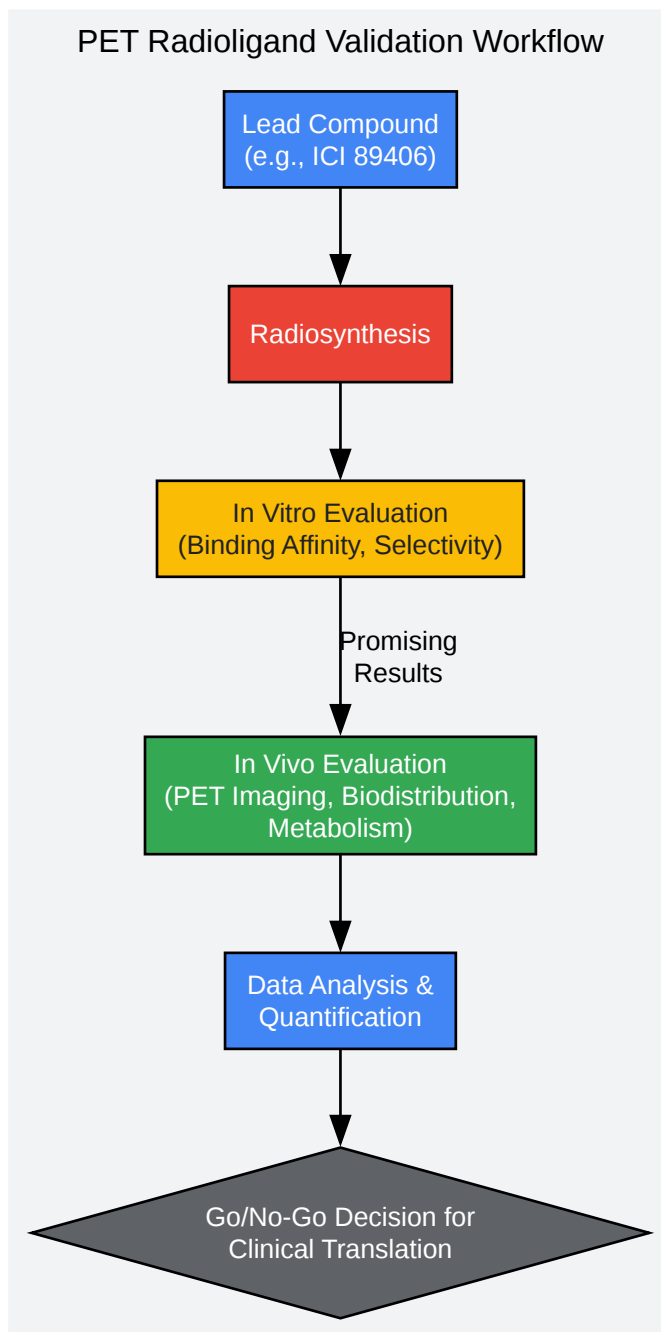 PET Radioligand Validation Workflow
Lead Compound
(e.g., ICI 89406)
Radiosynthesis
In Vitro Evaluation
(Binding Affinity, Selectivity)
Promising
Results
In Vivo Evaluation
(PET Imaging, Biodistribution,
Metabolism)
Data Analysis &
Quantification
Go/No-Go Decision for
Clinical Translation